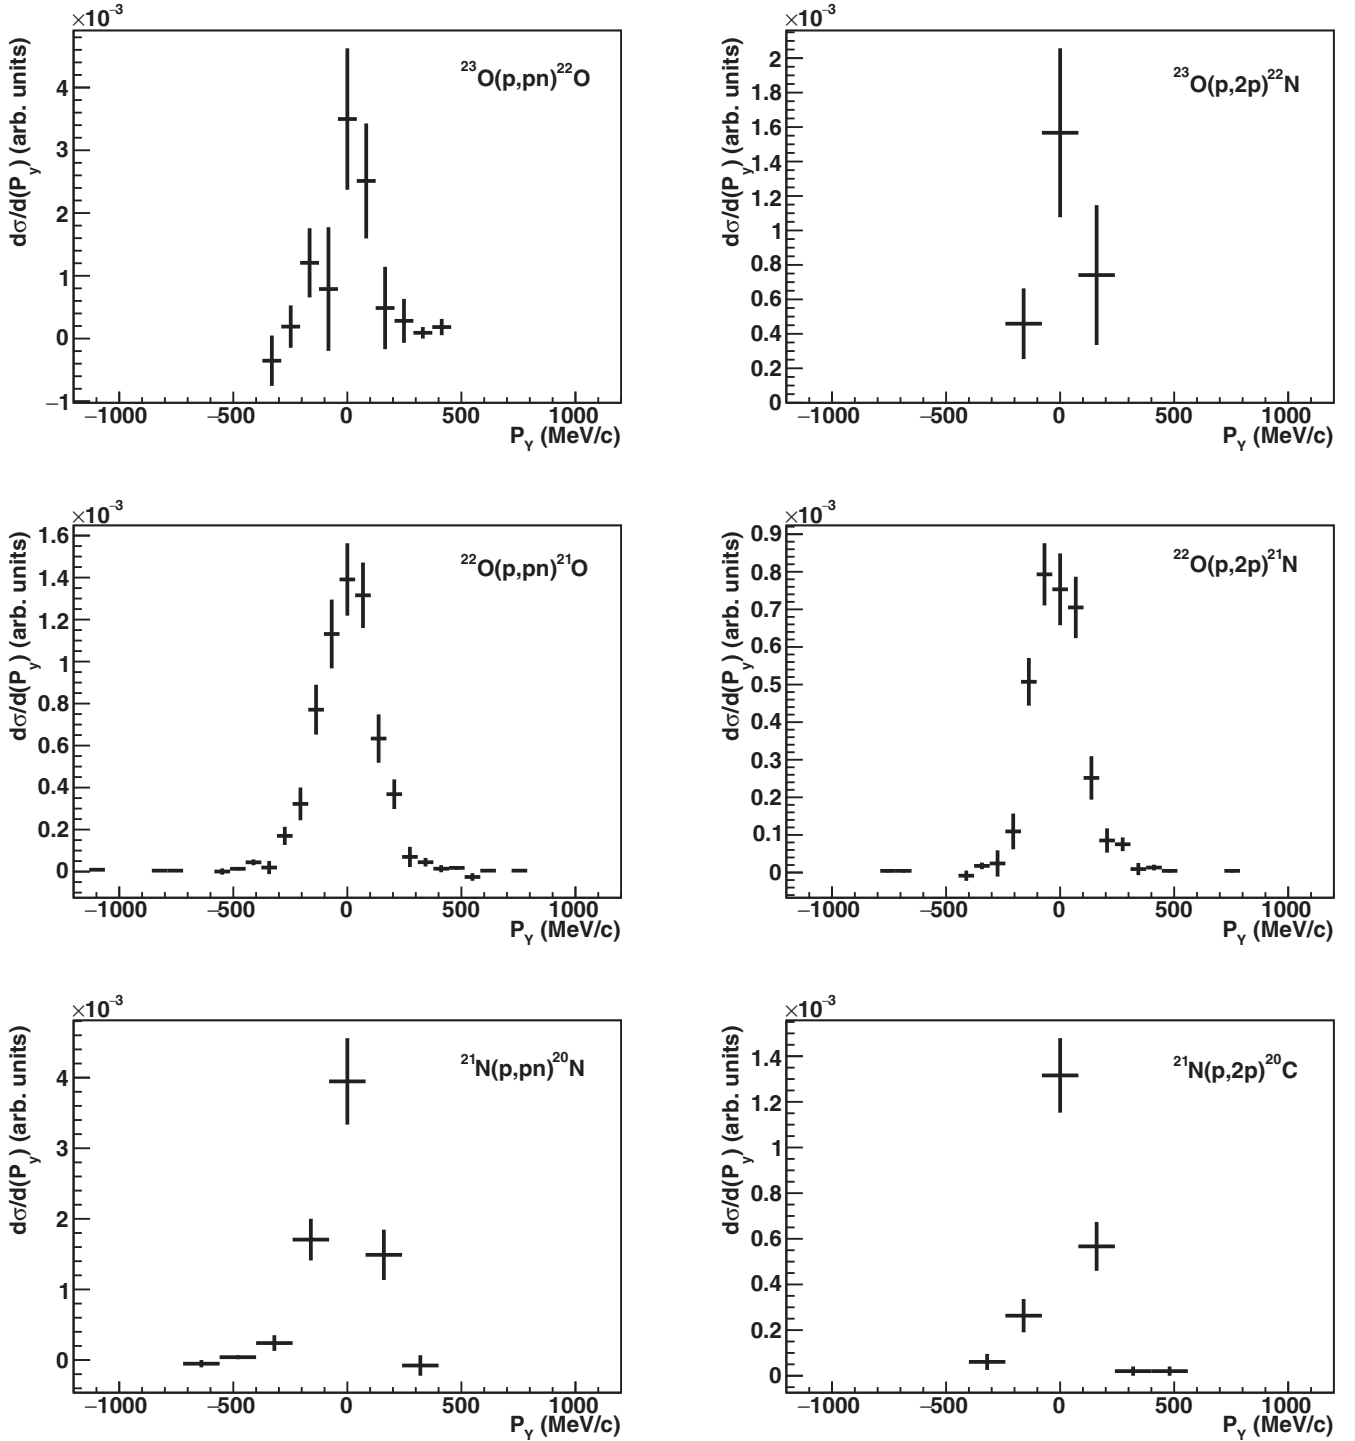 ×10⁻³
dσ/d(P_y) (arb. units)
²³O(p,pn)²²O
4
3
2
1
0
−1
−1000 −500 0 500 1000
P_Y (MeV/c)
×10⁻³
dσ/d(P_y) (arb. units)
²³O(p,2p)²²N
2
1.8
1.6
1.4
1.2
1
0.8
0.6
0.4
0.2
0
−1000 −500 0 500 1000
P_Y (MeV/c)
×10⁻³
dσ/d(P_y) (arb. units)
²²O(p,pn)²¹O
1.6
1.4
1.2
1
0.8
0.6
0.4
0.2
0
−1000 −500 0 500 1000
P_Y (MeV/c)
×10⁻³
dσ/d(P_y) (arb. units)
²²O(p,2p)²¹N
0.9
0.8
0.7
0.6
0.5
0.4
0.3
0.2
0.1
0
−1000 −500 0 500 1000
P_Y (MeV/c)
×10⁻³
dσ/d(P_y) (arb. units)
²¹N(p,pn)²⁰N
4
3
2
1
0
−1000 −500 0 500 1000
P_Y (MeV/c)
×10⁻³
dσ/d(P_y) (arb. units)
²¹N(p,2p)²⁰C
1.4
1.2
1
0.8
0.6
0.4
0.2
0
−1000 −500 0 500 1000
P_Y (MeV/c)